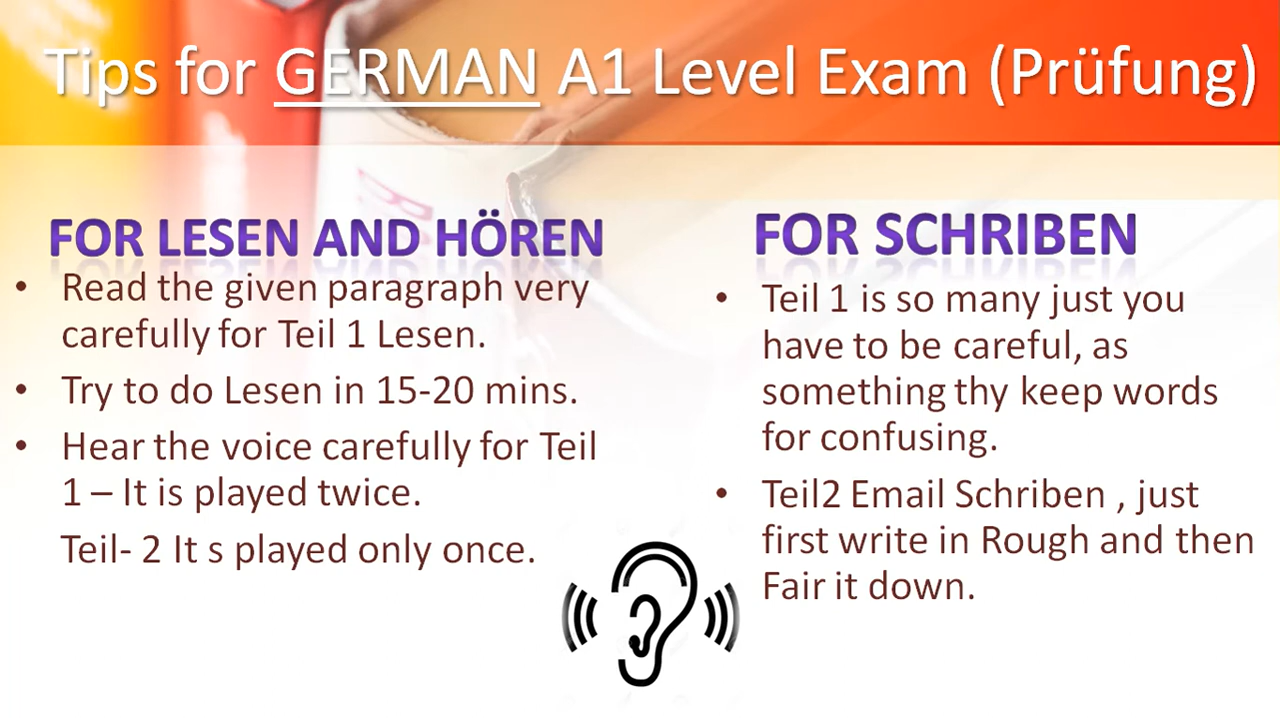 Tips for GERMAN A1 Level Exam (Prüfung)
FOR LESEN AND HÖREN
• Read the given paragraph very
carefully for Teil 1 Lesen.
• Try to do Lesen in 15-20 mins.
• Hear the voice carefully for Teil
1 – It is played twice.
Teil- 2 It s played only once.
FOR SCHRIBEN
• Teil 1 is so many just you
have to be careful, as
something thy keep words
for confusing.
• Teil2 Email Schriben , just
first write in Rough and then
Fair it down.